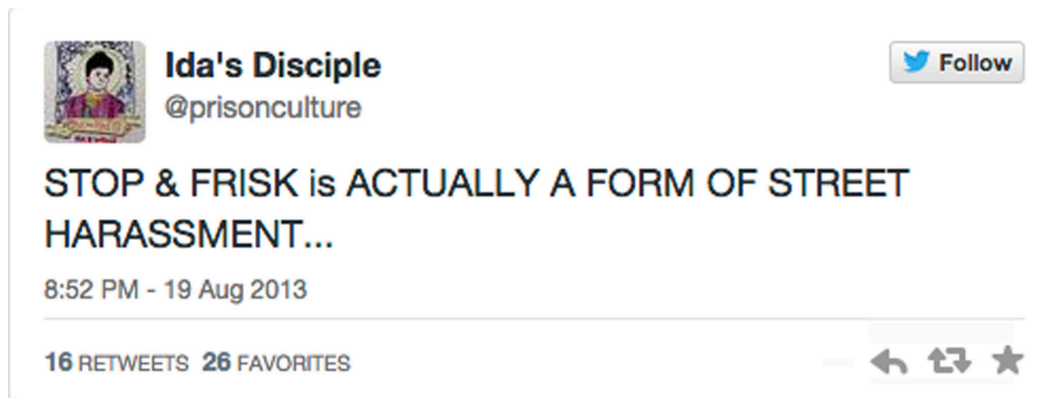 Ida's Disciple
@prisonculture
Follow
STOP & FRISK is ACTUALLY A FORM OF STREET
HARASSMENT...
8:52 PM - 19 Aug 2013
16 RETWEETS 26 FAVORITES